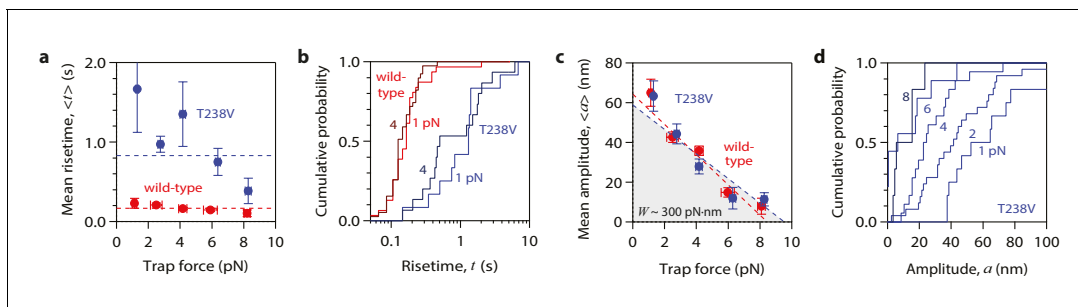 a
Mean risetime, <t> (s)
2.0
1.0
0.0
0 2 4 6 8 10
Trap force (pN)
T238V
wild-type
b
Cumulative probability
1.0
0.5
0.0
0.1 1 10
Risetime, t (s)
wild-
type
4
1 pN
T238V
4
1 pN
c
Mean amplitude, <a> (nm)
80
60
40
20
0
0 2 4 6 8 10
Trap force (pN)
T238V
wild-type
W ~ 300 pN·nm
d
Cumulative probability
1.0
0.5
0.0
0 20 40 60 80 100
Amplitude, a (nm)
8
6
4
2
1 pN
T238V